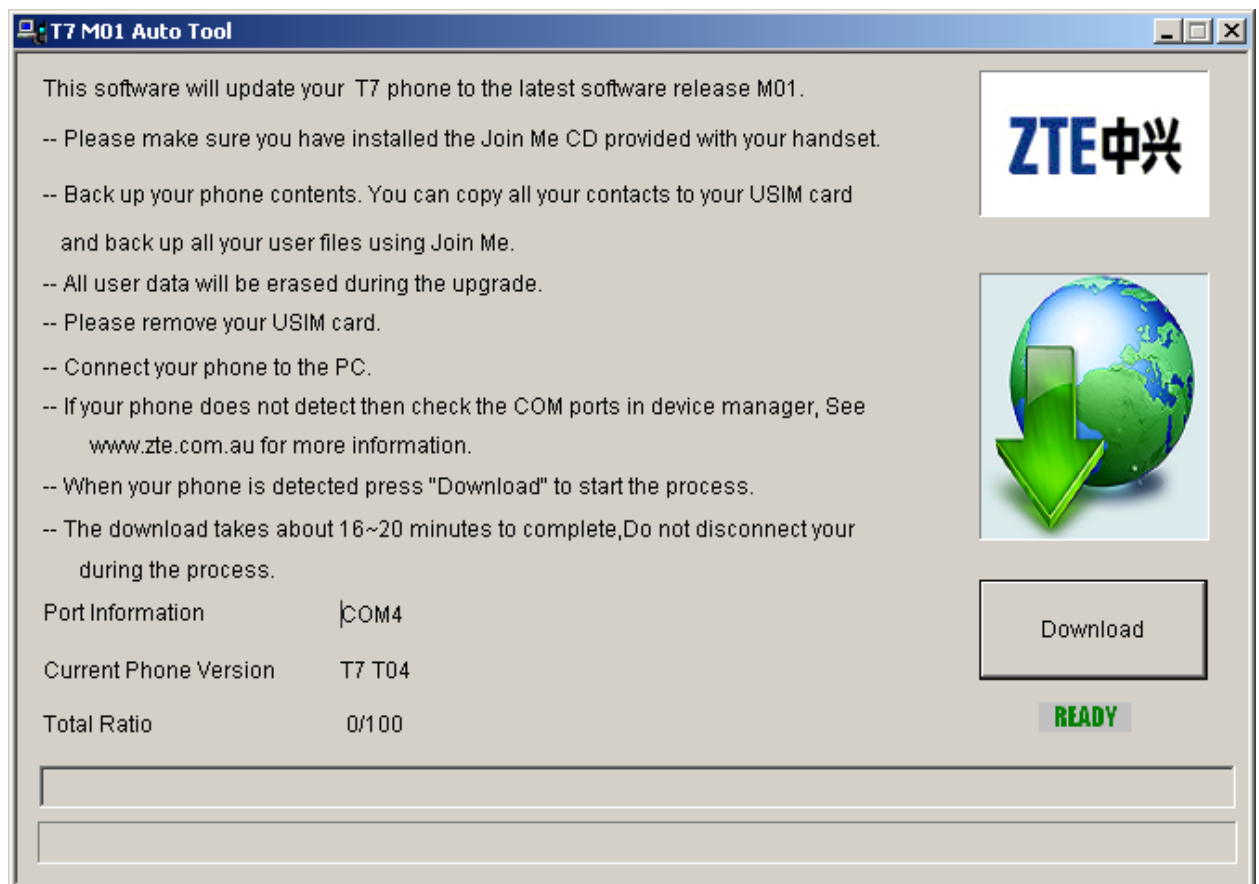 T7 M01 Auto Tool
This software will update your T7 phone to the latest software release M01.
-- Please make sure you have installed the Join Me CD provided with your handset.
-- Back up your phone contents. You can copy all your contacts to your USIM card
and back up all your user files using Join Me.
-- All user data will be erased during the upgrade.
-- Please remove your USIM card.
-- Connect your phone to the PC.
-- If your phone does not detect then check the COM ports in device manager, See
www.zte.com.au for more information.
-- When your phone is detected press "Download" to start the process.
-- The download takes about 16~20 minutes to complete,Do not disconnect your
during the process.
Port Information COM4
Current Phone Version T7 T04
Total Ratio 0/100
ZTE中兴
Download
READY